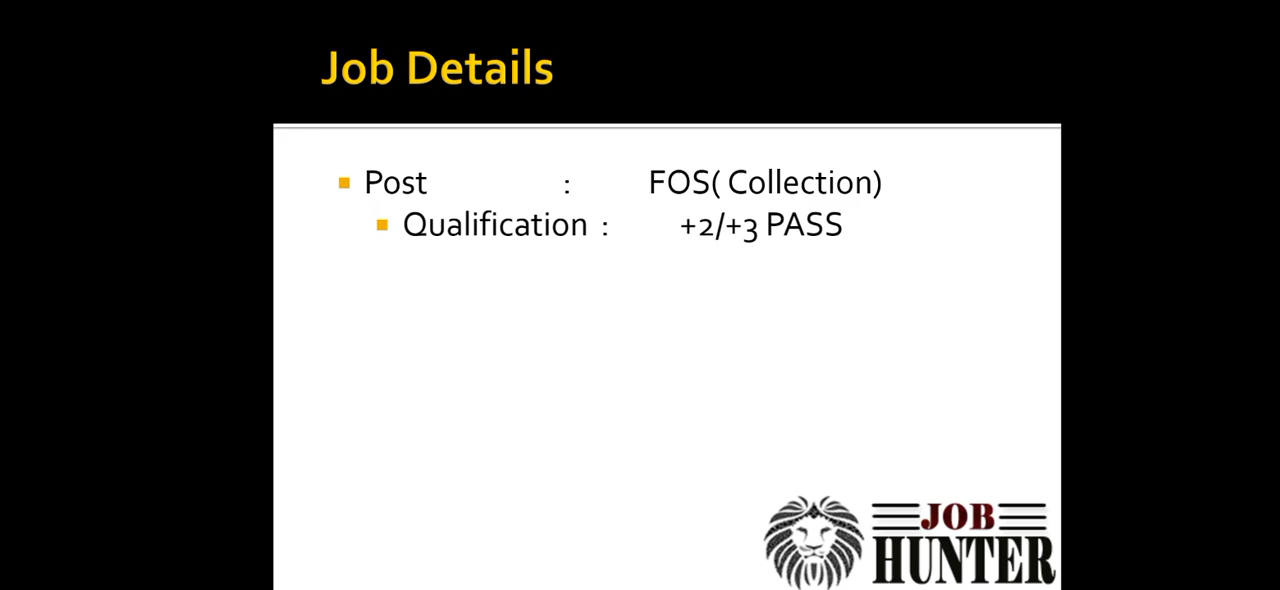 Job Details
Post : FOS( Collection)
Qualification : +2/+3 PASS
JOB
HUNTER